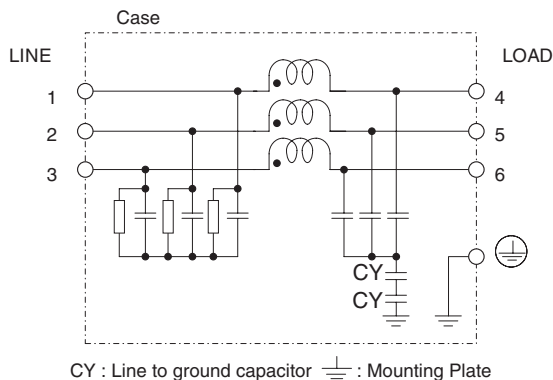 Case
LINE
LOAD
1
4
2
5
3
6
CY
CY
CY : Line to ground capacitor : Mounting Plate